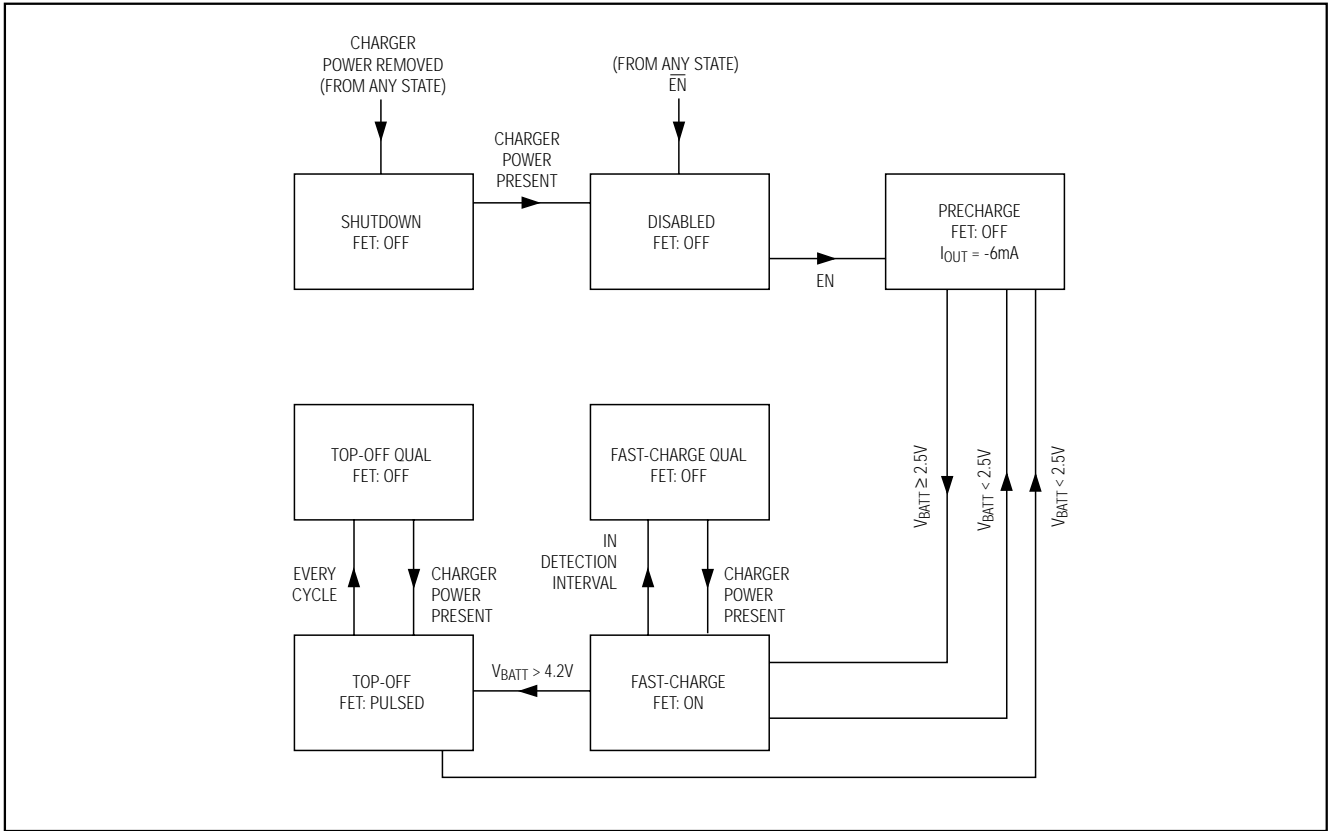 CHARGER
POWER REMOVED
(FROM ANY STATE)
(FROM ANY STATE)
EN
CHARGER
POWER
PRESENT
SHUTDOWN
FET: OFF
DISABLED
FET: OFF
PRECHARGE
FET: OFF
IOUT = -6mA
EN
TOP-OFF QUAL
FET: OFF
FAST-CHARGE QUAL
FET: OFF
VBATT ≥ 2.5V
VBATT < 2.5V
VBATT < 2.5V
EVERY
CYCLE
CHARGER
POWER
PRESENT
IN
DETECTION
INTERVAL
CHARGER
POWER
PRESENT
TOP-OFF
FET: PULSED
VBATT > 4.2V
FAST-CHARGE
FET: ON